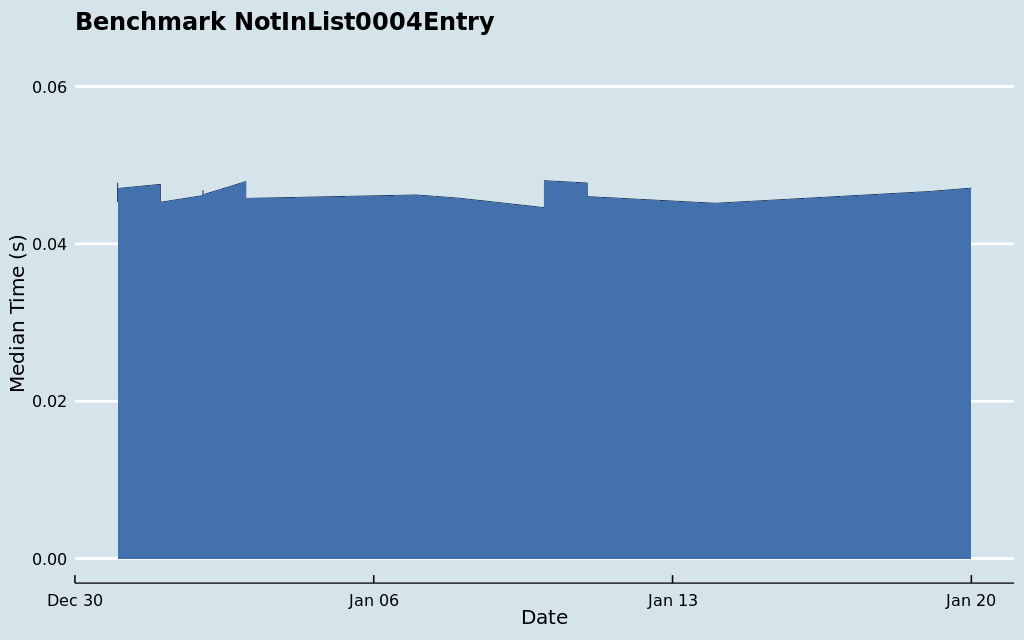 Benchmark NotInList0004Entry
0.06
0.04
0.02
0.00
Median Time (s)
Dec 30 Jan 06 Jan 13 Jan 20
Date